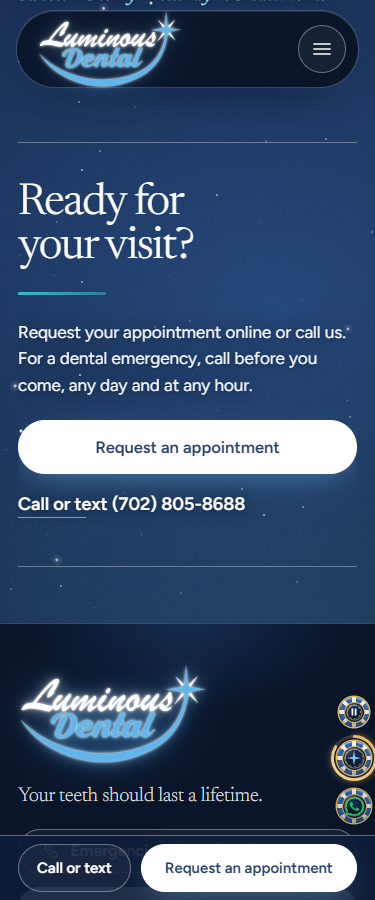 Luminous
Dental
Ready for
your visit?
Request your appointment online or call us.
For a dental emergency, call before you
come, any day and at any hour.
Request an appointment
Call or text (702) 805-8688
Luminous
Dental
Your teeth should last a lifetime.
Emergency
Call or text
Request an appointment